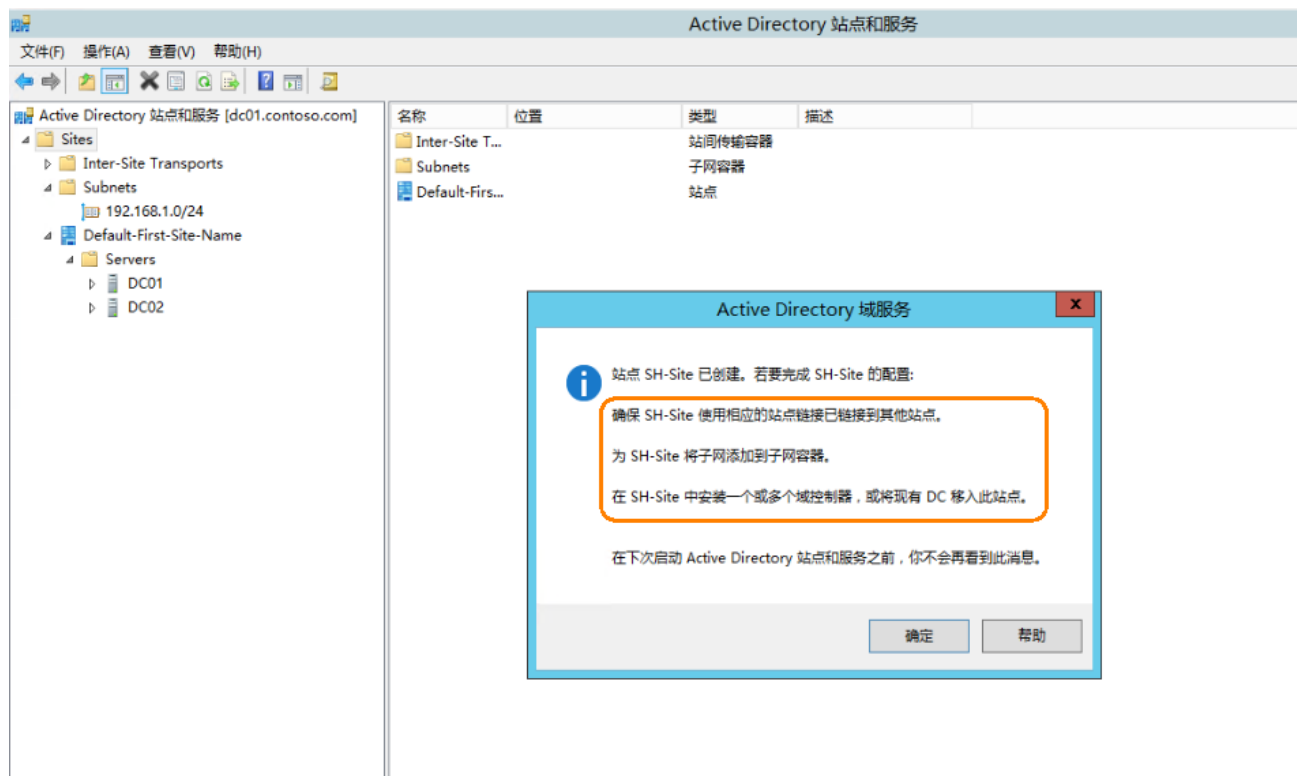 Active Directory 站点和服务
文件(F) 操作(A) 查看(V) 帮助(H)
Active Directory 站点和服务 [dc01.contoso.com]
Sites
Inter-Site Transports
Subnets
192.168.1.0/24
Default-First-Site-Name
Servers
DC01
DC02
名称 位置 类型 描述
Inter-Site T... 站间传输容器
Subnets 子网容器
Default-Firs... 站点
Active Directory 域服务
x
站点 SH-Site 已创建。若要完成 SH-Site 的配置:
确保 SH-Site 使用相应的站点链接已链接到其他站点。
为 SH-Site 将子网添加到子网容器。
在 SH-Site 中安装一个或多个域控制器，或将现有 DC 移入此站点。
在下次启动 Active Directory 站点和服务之前，你不会再看到此消息。
确定 帮助